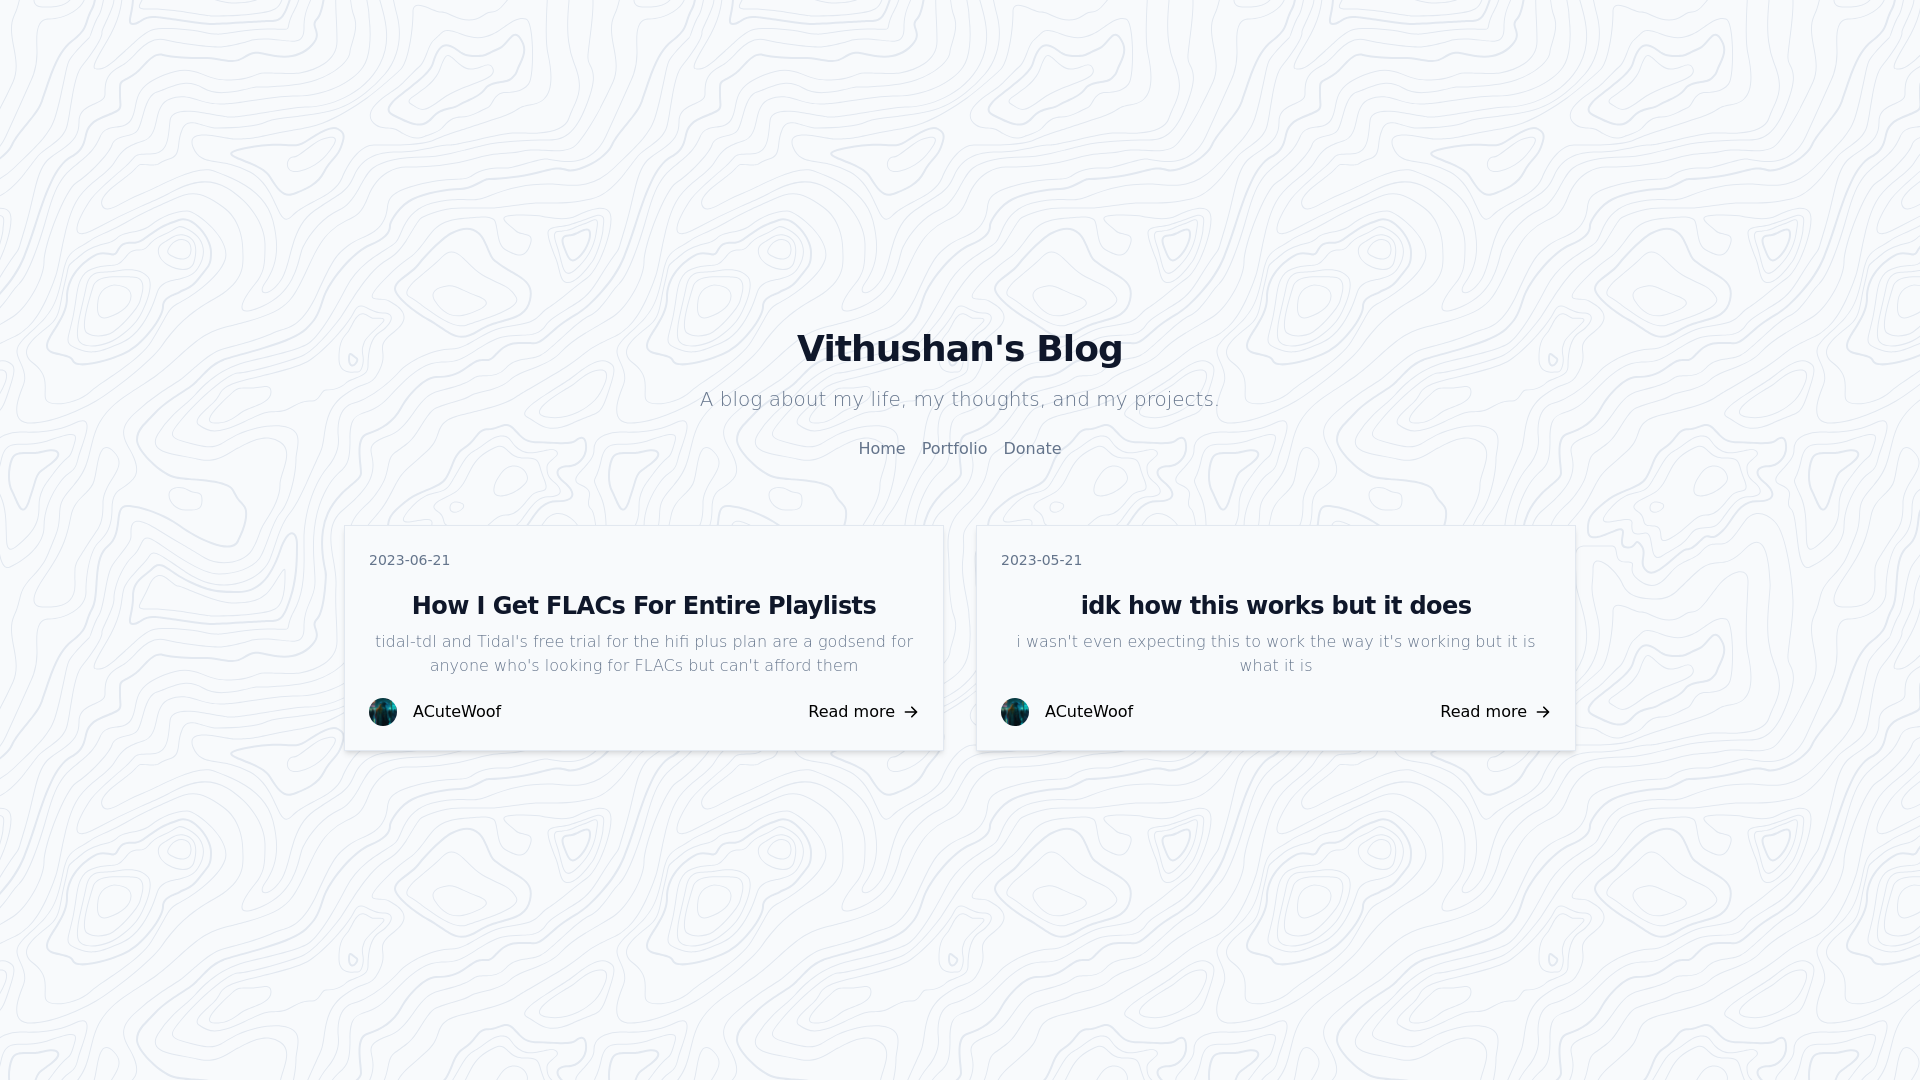 Vithushan's Blog
A blog about my life, my thoughts, and my projects.
Home Portfolio Donate
2023-06-21
How I Get FLACs For Entire Playlists
tidal-tdl and Tidal's free trial for the hifi plus plan are a godsend for
anyone who's looking for FLACs but can't afford them
ACuteWoof
Read more →
2023-05-21
idk how this works but it does
i wasn't even expecting this to work the way it's working but it is
what it is
ACuteWoof
Read more →